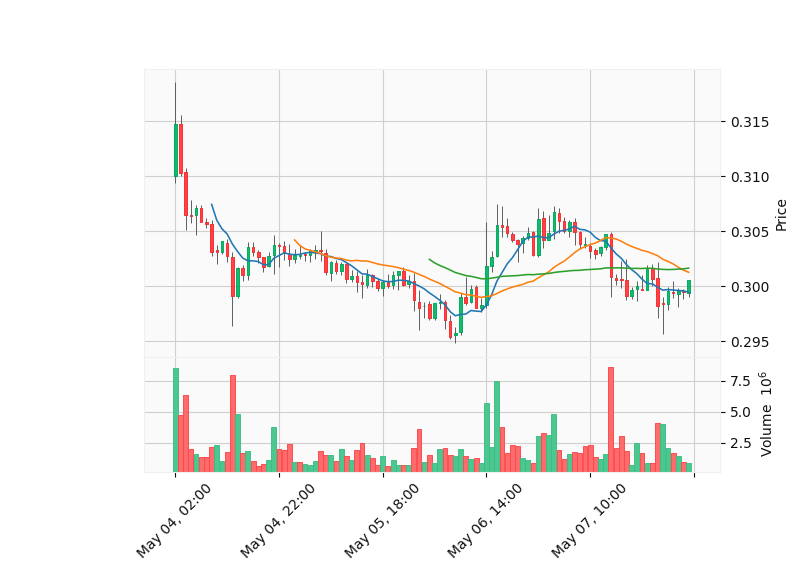 0.315
0.310
0.305
0.300
0.295
Price
7.5
5.0
2.5
Volume 10^6
May 04, 02:00
May 04, 22:00
May 05, 18:00
May 06, 14:00
May 07, 10:00